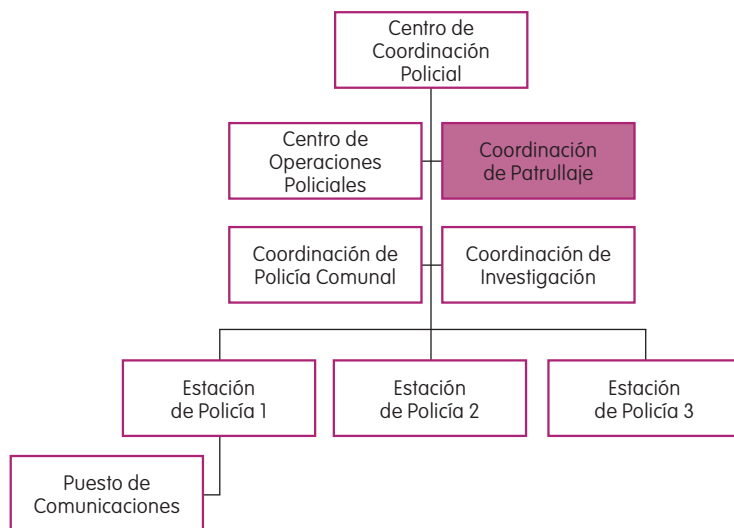 Centro de
Coordinación
Policial
Centro de
Operaciones
Policiales
Coordinación
de Patrullaje
Coordinación de
Policía Comunal
Coordinación de
Investigación
Estación
de Policía 1
Estación
de Policía 2
Estación
de Policía 3
Puesto de
Comunicaciones